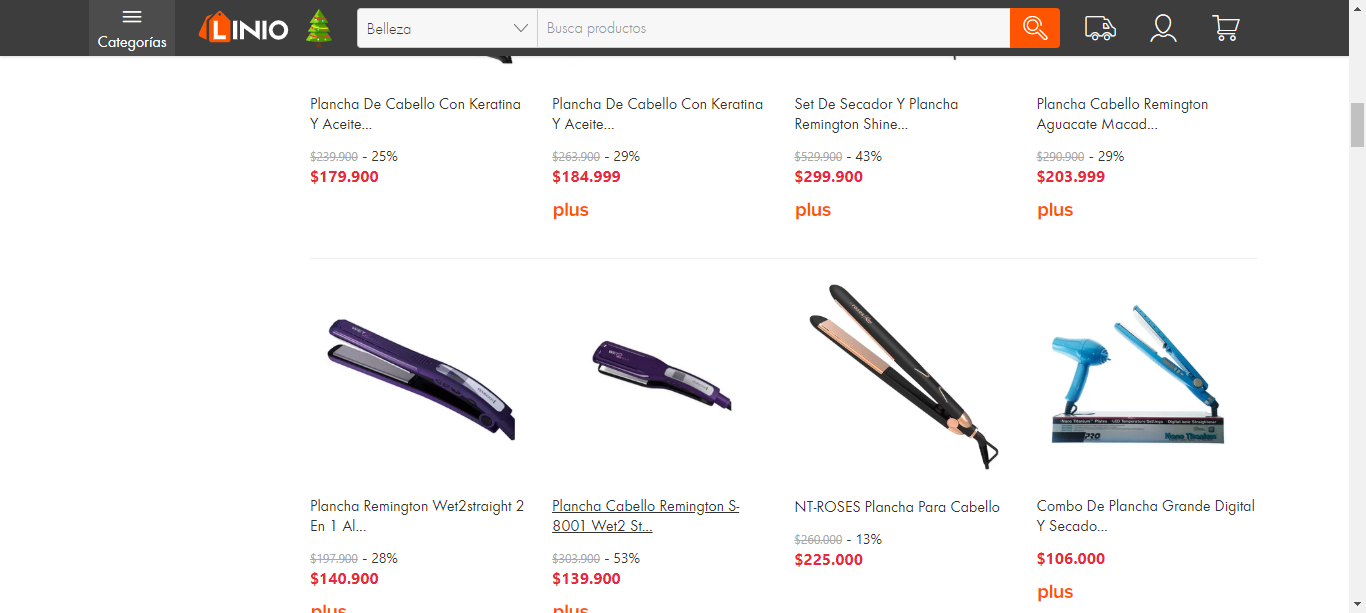 Categorías
LINIO
Belleza
Busca productos
Plancha De Cabello Con Keratina
Y Aceite...
$239.900 - 25%
$179.900
Plancha De Cabello Con Keratina
Y Aceite...
$263.900 - 29%
$184.999
plus
Set De Secador Y Plancha
Remington Shine...
$529.900 - 43%
$299.900
plus
Plancha Cabello Remington
Aguacate Macad...
$290.900 - 29%
$203.999
plus
Plancha Remington Wet2straight 2
En 1 Al...
$197.900 - 28%
$140.900
plus
Plancha Cabello Remington S-
8001 Wet2 St...
$303.900 - 53%
$139.900
plus
NT-ROSES Plancha Para Cabello
$260.000 - 13%
$225.000
Nano Titanium
Combo De Plancha Grande Digital
Y Secado...
$106.000
plus